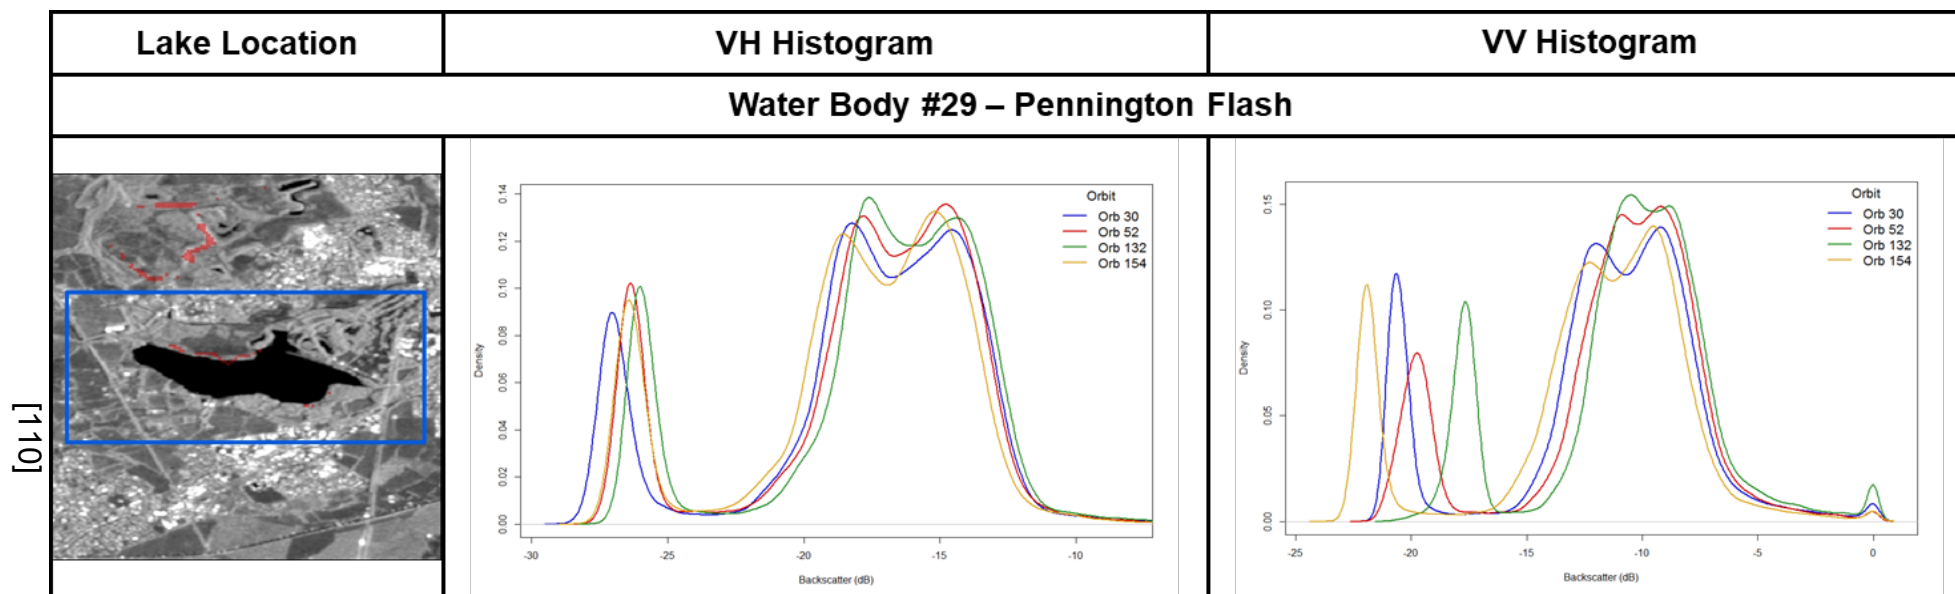 Lake Location
VH Histogram
VV Histogram
Water Body #29 – Pennington Flash
[110]
0.14
0.12
0.10
0.08
0.06
0.04
0.02
0.00
Density
-30
-25
-20
-15
-10
Backscatter (dB)
Orbit
Orb 30
Orb 52
Orb 132
Orb 154
0.15
0.10
0.05
0.00
Density
-25
-20
-15
-10
-5
0
Backscatter (dB)
Orbit
Orb 30
Orb 52
Orb 132
Orb 154